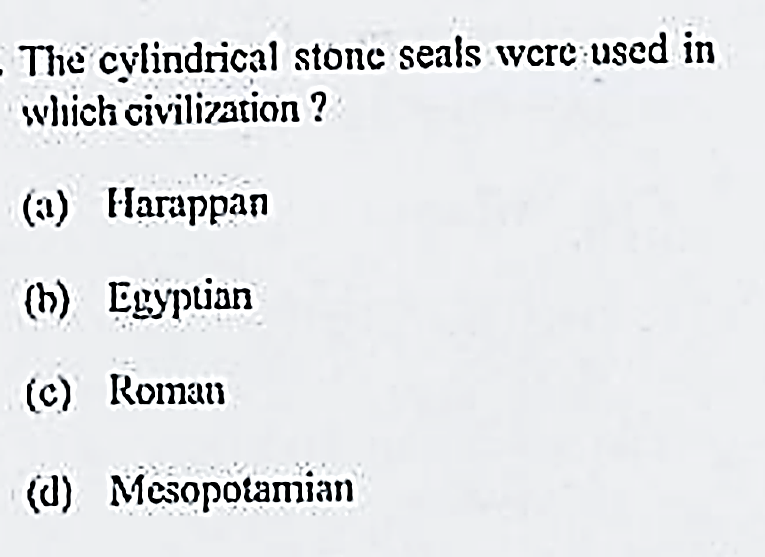 . The cylindrical stone seals were used in
which civilization ?
(a) Harappan
(b) Egyptian
(c) Roman
(d) Mesopotamian